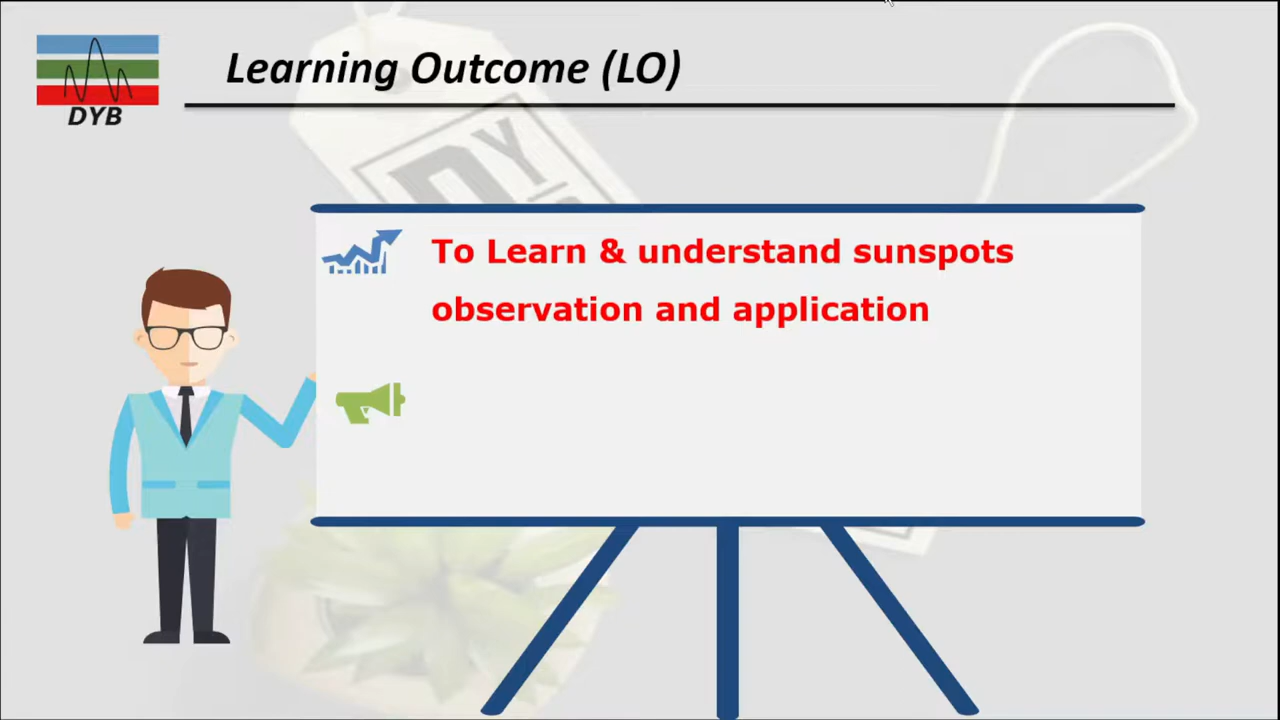 Learning Outcome (LO)
DYB
To Learn & understand sunspots
observation and application